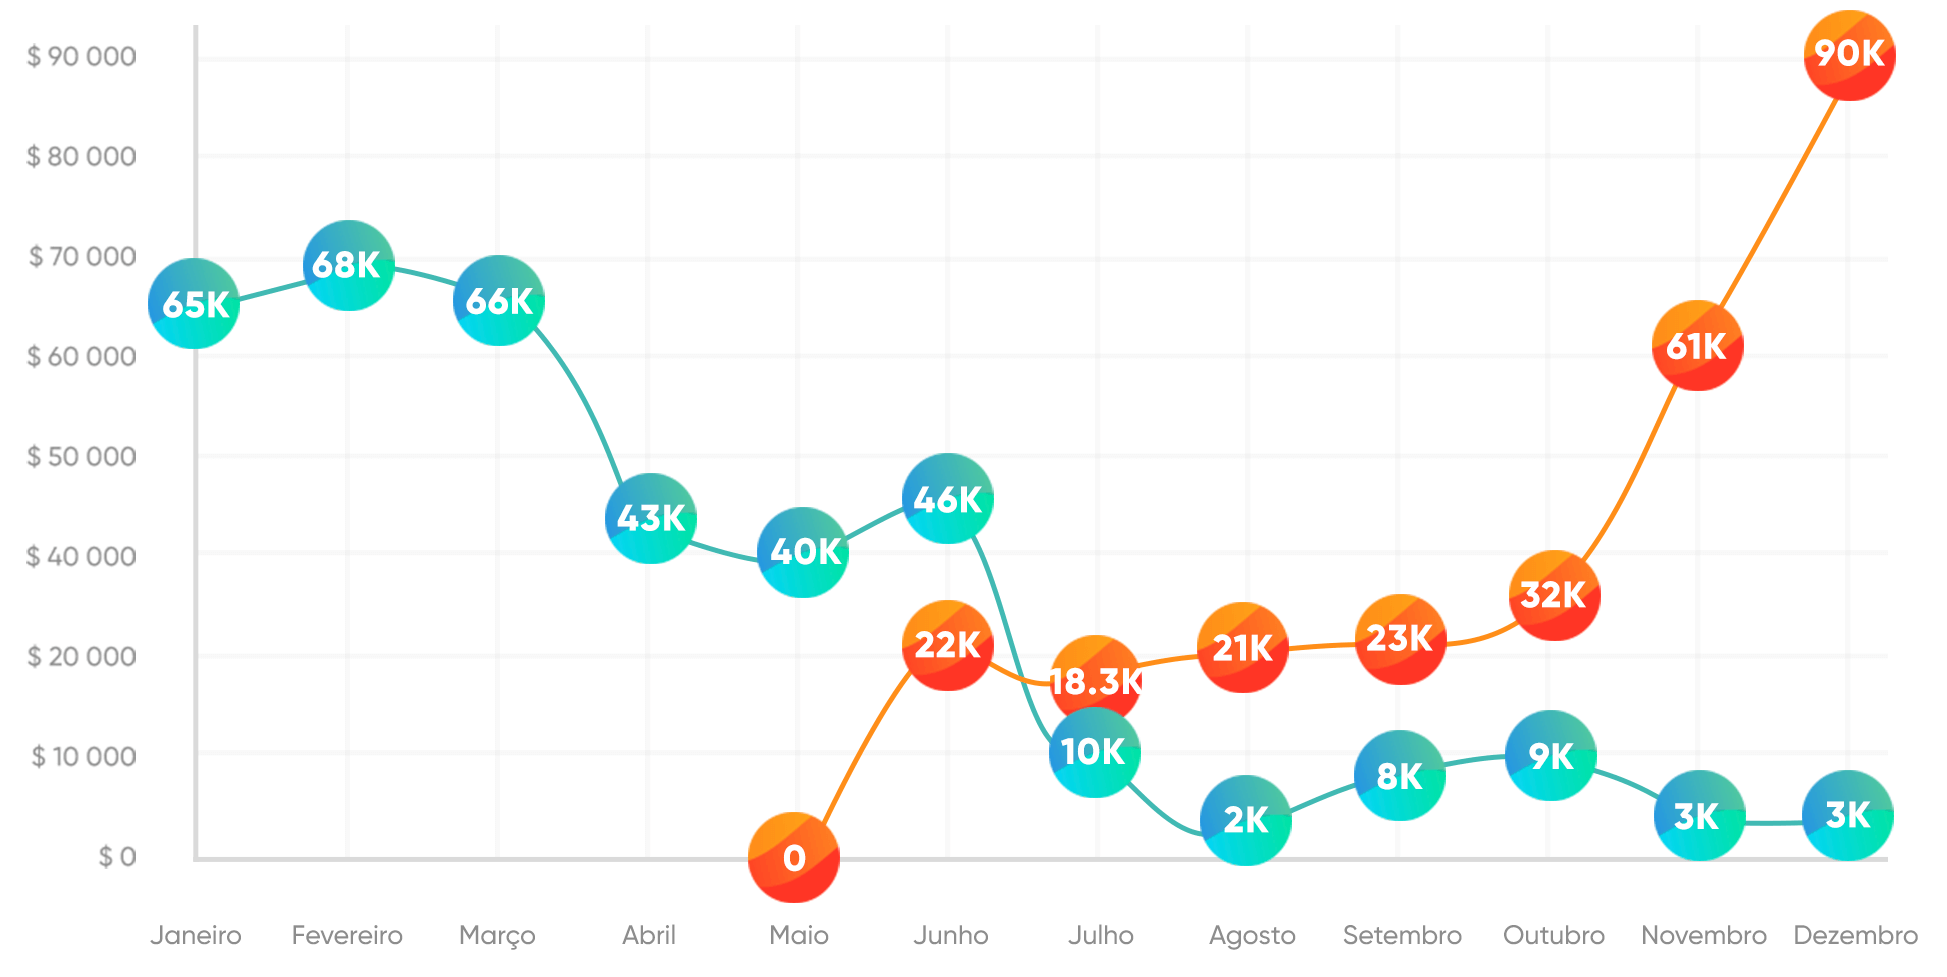 $ 90 000
$ 80 000
$ 70 000
$ 60 000
$ 50 000
$ 40 000
$ 20 000
$ 10 000
$ 0
65K
68K
66K
43K
40K
46K
10K
2K
8K
9K
3K
3K
0
22K
18.3K
21K
23K
32K
61K
90K
Janeiro Fevereiro Março Abril Maio Junho Julho Agosto Setembro Outubro Novembro Dezembro